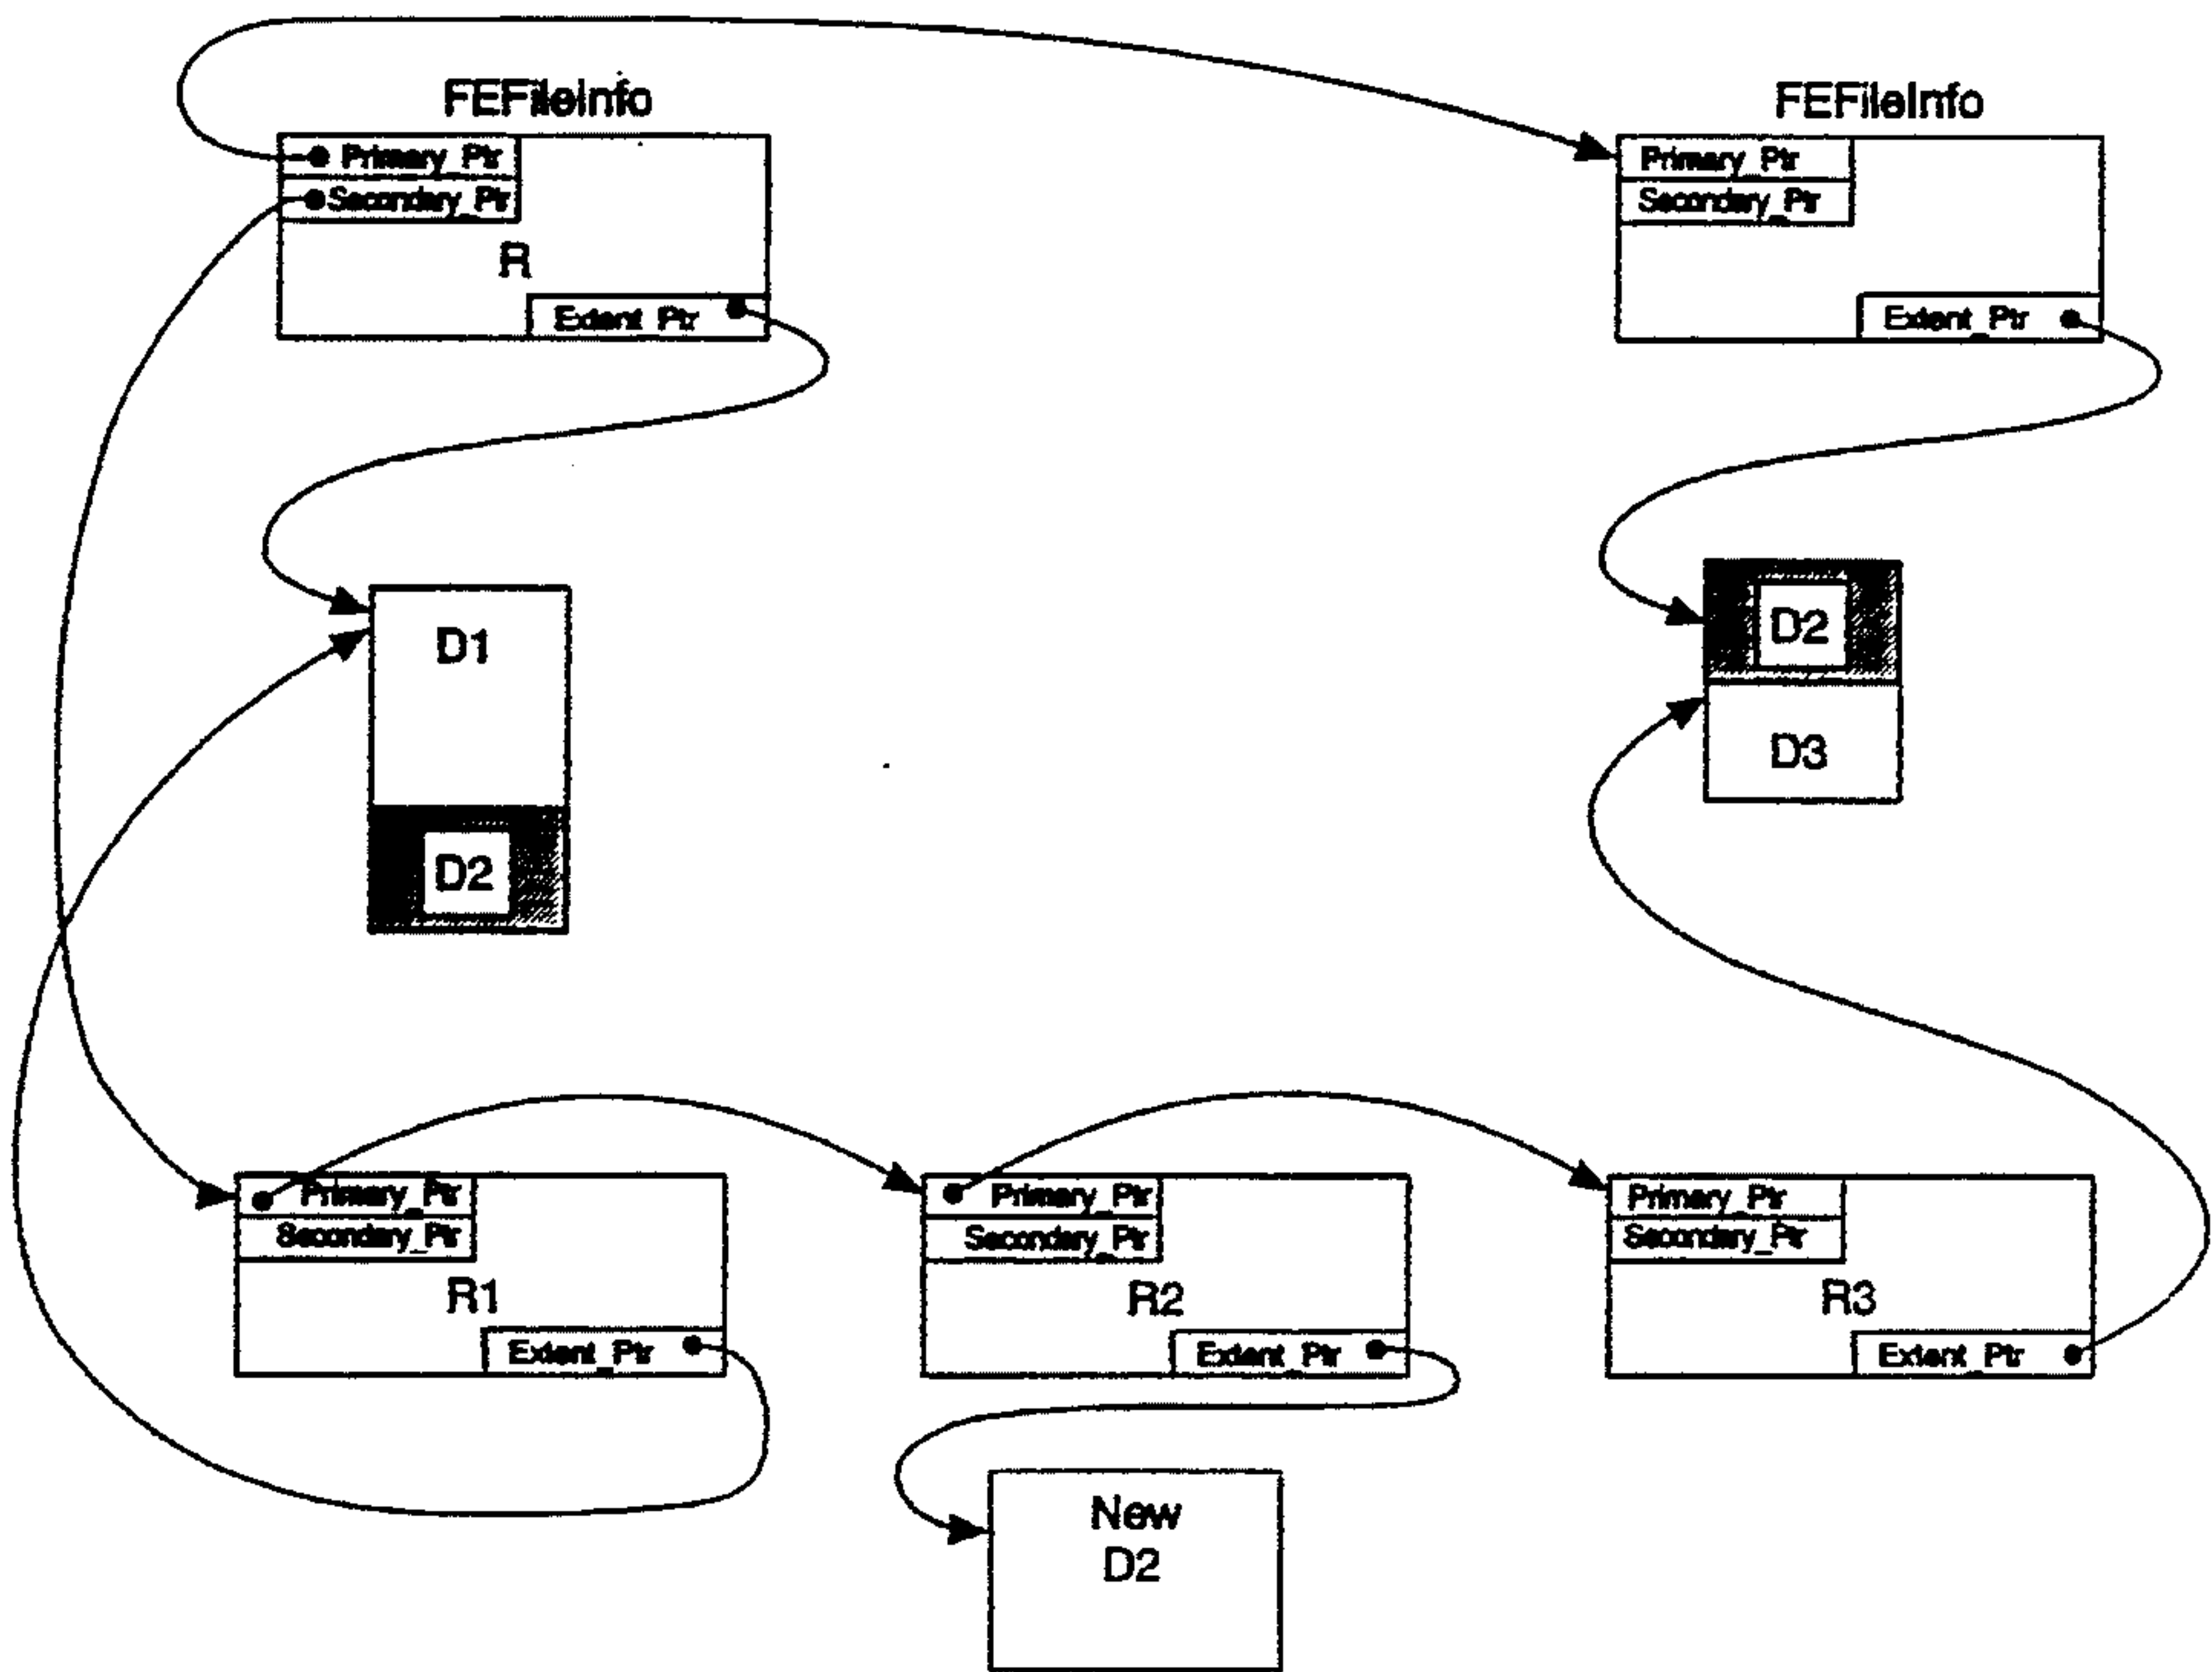 FEFileInfo
Primary_Ptr
Secondary_Ptr
R
Extent_Ptr
FEFileInfo
Primary_Ptr
Secondary_Ptr
Extent_Ptr
D1
D2
D2
D3
Primary_Ptr
Secondary_Ptr
R1
Extent_Ptr
Primary_Ptr
Secondary_Ptr
R2
Extent_Ptr
Primary_Ptr
Secondary_Ptr
R3
Extent_Ptr
New
D2